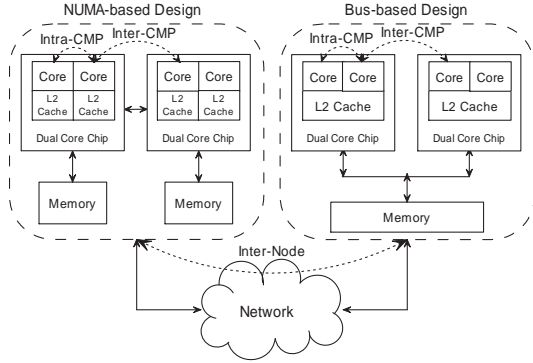 NUMA-based Design
Bus-based Design
Intra-CMP Inter-CMP
Intra-CMP Inter-CMP
Core Core
Core Core
Core Core
Core Core
L2 Cache L2 Cache
L2 Cache L2 Cache
L2 Cache
L2 Cache
Dual Core Chip
Dual Core Chip
Dual Core Chip
Dual Core Chip
Memory
Memory
Memory
Inter-Node
Network